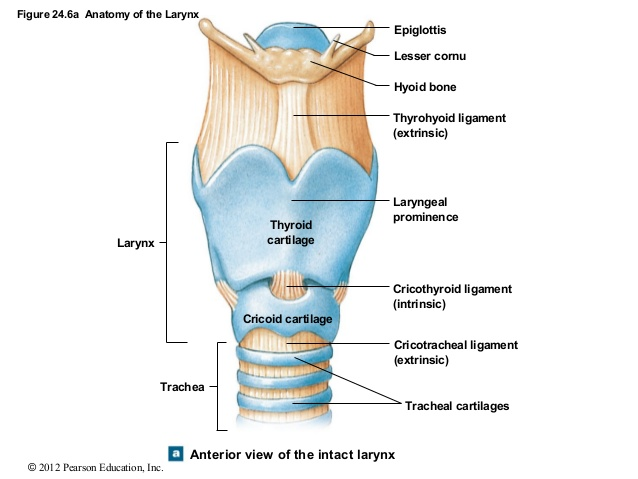 Figure 24.6a Anatomy of the Larynx
Epiglottis
Lesser cornu
Hyoid bone
Thyrohyoid ligament
(extrinsic)
Laryngeal
prominence
Thyroid
cartilage
Larynx
Cricothyroid ligament
(intrinsic)
Cricoid cartilage
Cricotracheal ligament
(extrinsic)
Trachea
Tracheal cartilages
a Anterior view of the intact larynx
© 2012 Pearson Education, Inc.